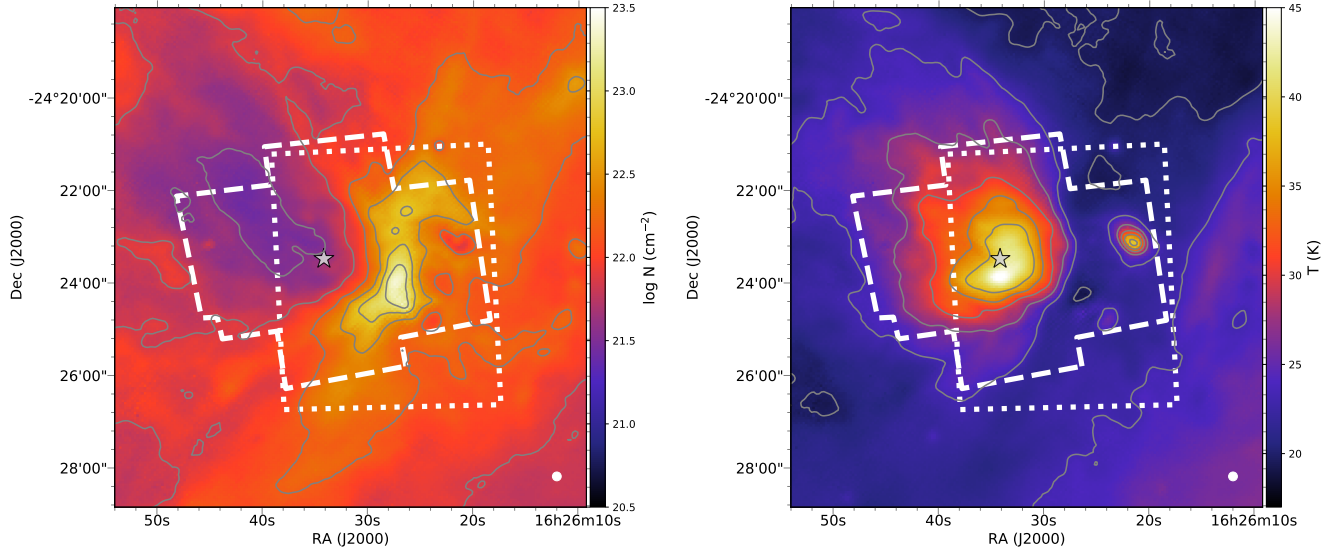 -24°20'00"
22'00"
24'00"
26'00"
28'00"
Dec (J2000)
50s
40s
30s
20s
16h26m10s
RA (J2000)
23.5
23.0
22.5
22.0
21.5
21.0
20.5
log N (cm⁻²)
-24°20'00"
22'00"
24'00"
26'00"
28'00"
Dec (J2000)
50s
40s
30s
20s
16h26m10s
RA (J2000)
45
40
35
30
25
20
T (K)